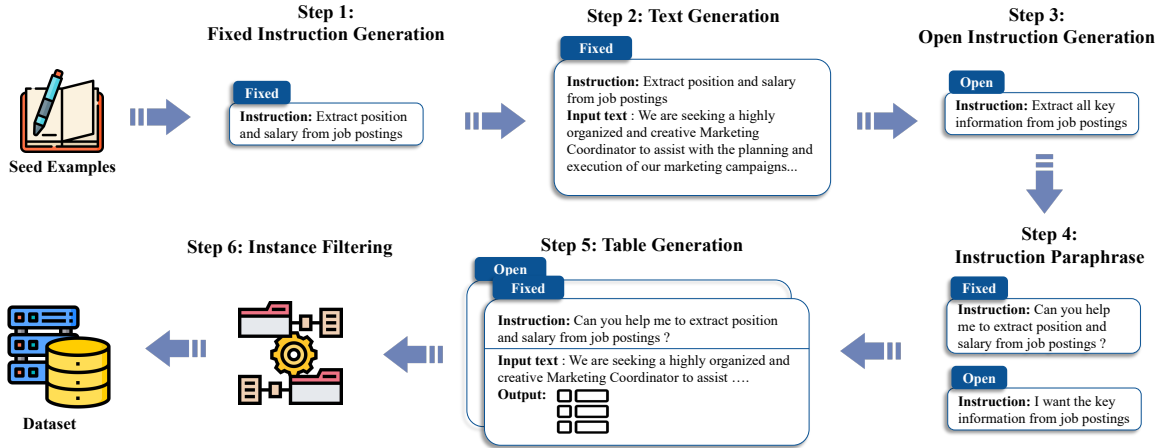 Step 1:
Fixed Instruction Generation
Seed Examples
Fixed
Instruction: Extract position
and salary from job postings
Step 2: Text Generation
Fixed
Instruction: Extract position and salary
from job postings
Input text : We are seeking a highly
organized and creative Marketing
Coordinator to assist with the planning and
execution of our marketing campaigns...
Step 3:
Open Instruction Generation
Open
Instruction: Extract all key
information from job postings
Step 4:
Instruction Paraphrase
Fixed
Instruction: Can you help
me to extract position and
salary from job postings ?
Open
Instruction: I want the key
information from job postings
Step 5: Table Generation
Open
Fixed
Instruction: Can you help me to extract position
and salary from job postings ?
Input text : We are seeking a highly organized and
creative Marketing Coordinator to assist ....
Output:
Step 6: Instance Filtering
Dataset